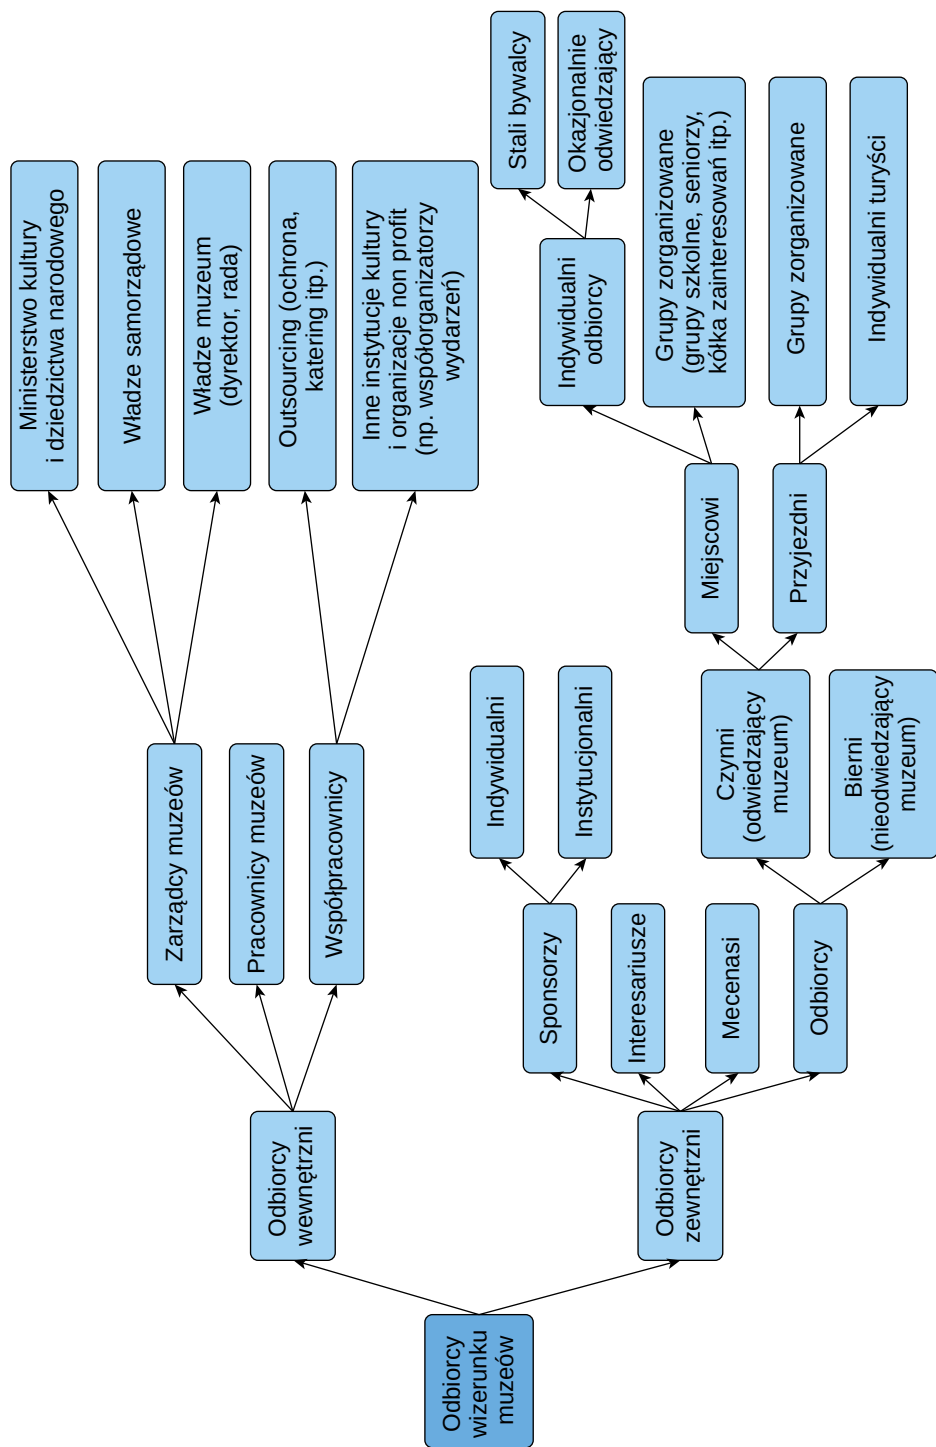 Odbiorcy
wizerunku
muzeów
Odbiorcy
wewnętrzni
Zarządcy muzeów
Ministerstwo kultury
i dziedzictwa narodowego
Władze samorządowe
Władze muzeum
(dyrektor, rada)
Pracownicy muzeów
Współpracownicy
Outsourcing (ochrona,
katering itp.)
Inne instytucje kultury
i organizacje non profit
(np. współorganizatorzy
wydarzeń)
Odbiorcy
zewnętrzni
Sponsorzy
Indywidualni
Instytucjonalni
Interesariusze
Mecenasi
Odbiorcy
Czynni
(odwiedzający
muzeum)
Miejscowi
Indywidualni
odbiorcy
Stali bywalcy
Okazjonalnie
odwiedzający
Grupy zorganizowane
(grupy szkolne, seniorzy,
kółka zainteresowań itp.)
Przyjezdni
Grupy zorganizowane
Indywidualni turyści
Bierni
(nieodwiedzający
muzeum)